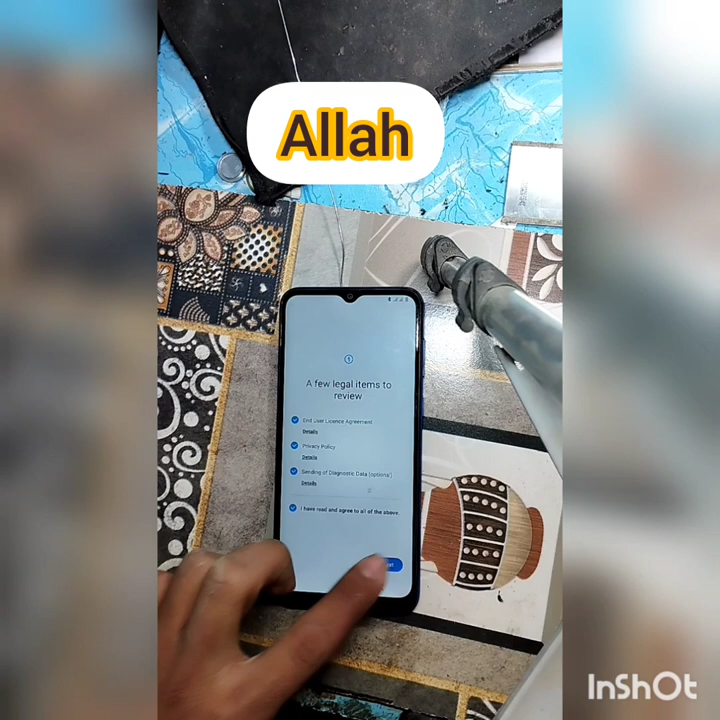 Allah
A few legal items to
review
End User Licence Agreement
Details
Privacy Policy
Details
Sending of Diagnostic Data (optional)
Details
I have read and agree to all of the above.
InShOt